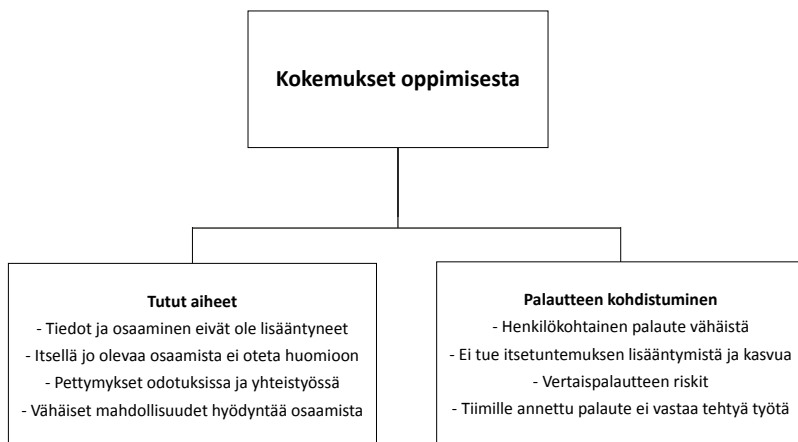 Kokemukset oppimisesta
Tutut aiheet
- Tiedot ja osaaminen eivät ole lisääntyneet
- Itsellä jo olevaa osaamista ei oteta huomioon
- Pettymykset odotuksissa ja yhteistyössä
- Vähäiset mahdollisuudet hyödyntää osaamista
Palautteen kohdistuminen
- Henkilökohtainen palaute vähäistä
- Ei tue itsetuntemuksen lisääntymistä ja kasvua
- Vertaispalautteen riskit
- Tiimille annettu palaute ei vastaa tehtyä työtä